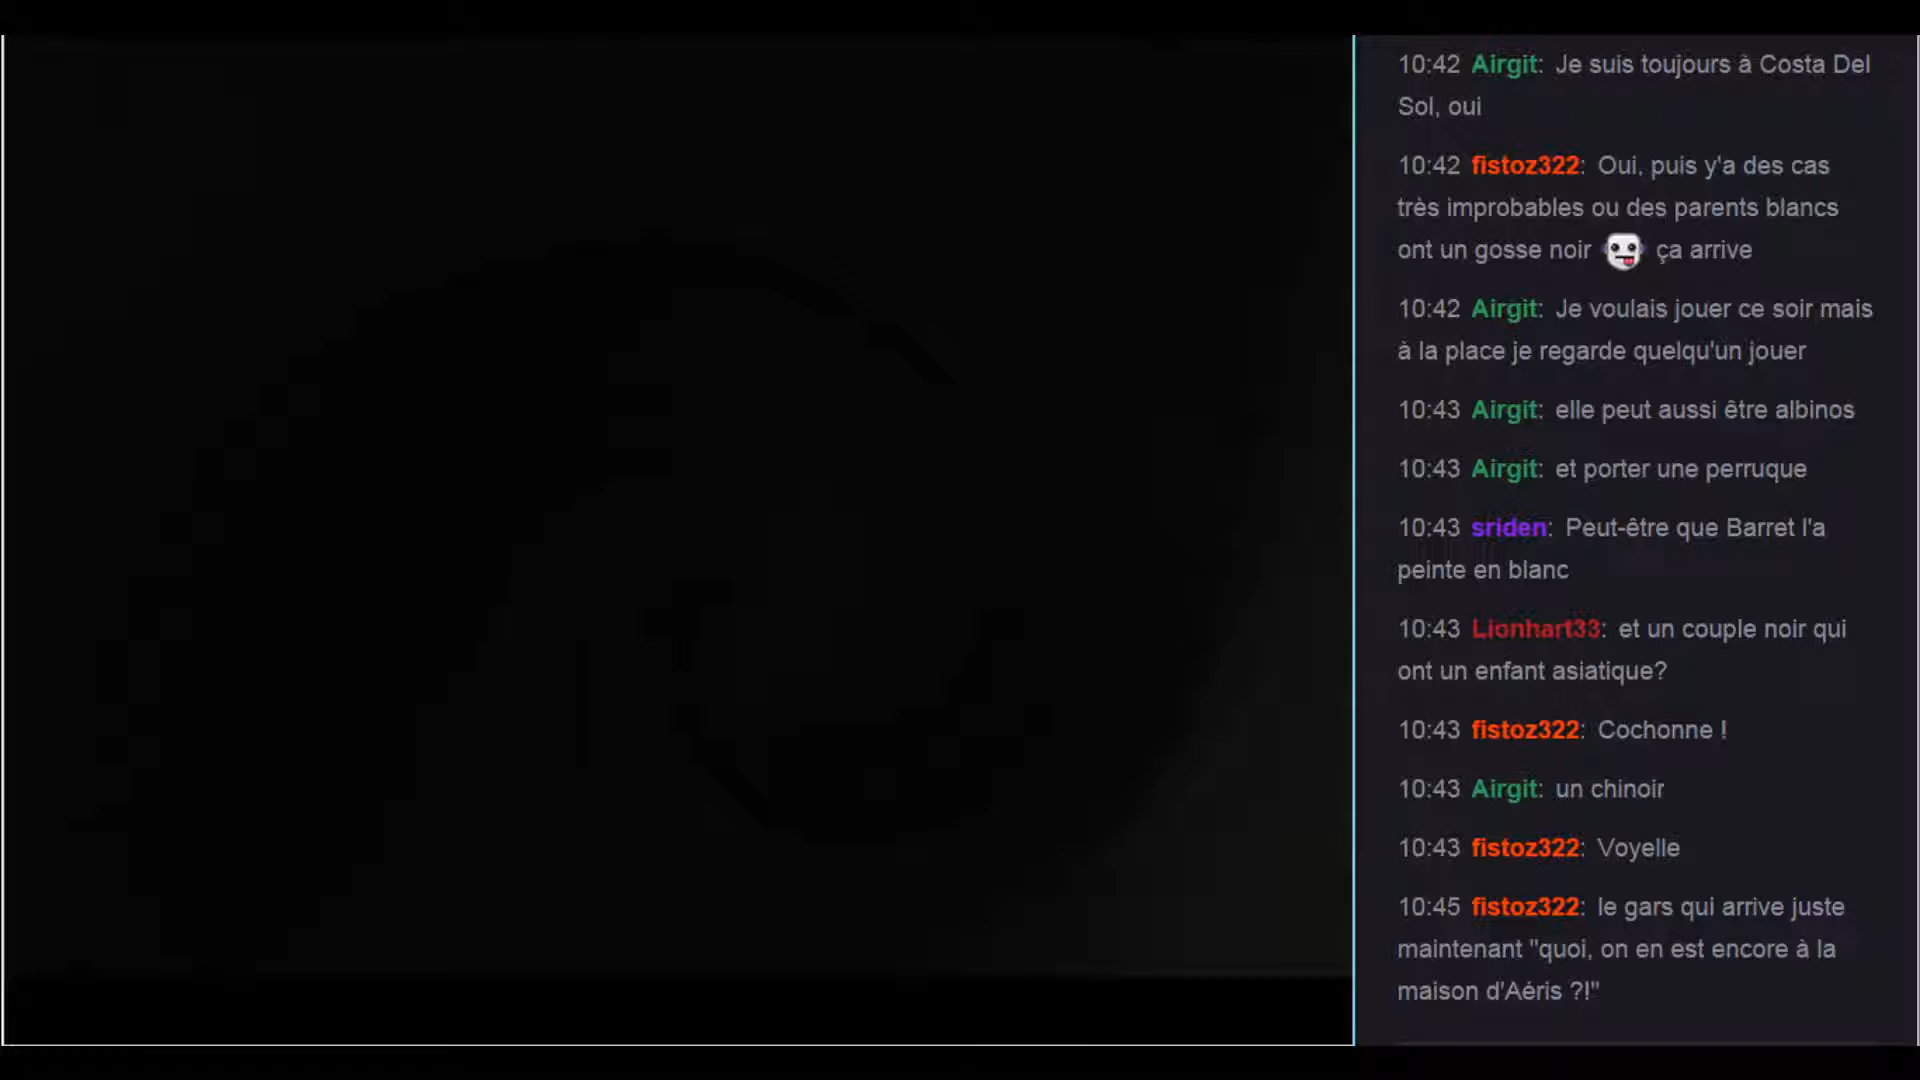 10:42 Airgit: Je suis toujours à Costa Del
Sol, oui
10:42 fistoz322: Oui, puis y'a des cas
très improbables ou des parents blancs
ont un gosse noir ça arrive
10:42 Airgit: Je voulais jouer ce soir mais
à la place je regarde quelqu'un jouer
10:43 Airgit: elle peut aussi être albinos
10:43 Airgit: et porter une perruque
10:43 sriden: Peut-être que Barret l'a
peinte en blanc
10:43 Lionhart33: et un couple noir qui
ont un enfant asiatique?
10:43 fistoz322: Cochonne !
10:43 Airgit: un chinoir
10:43 fistoz322: Voyelle
10:45 fistoz322: le gars qui arrive juste
maintenant "quoi, on en est encore à la
maison d'Aéris ?!"